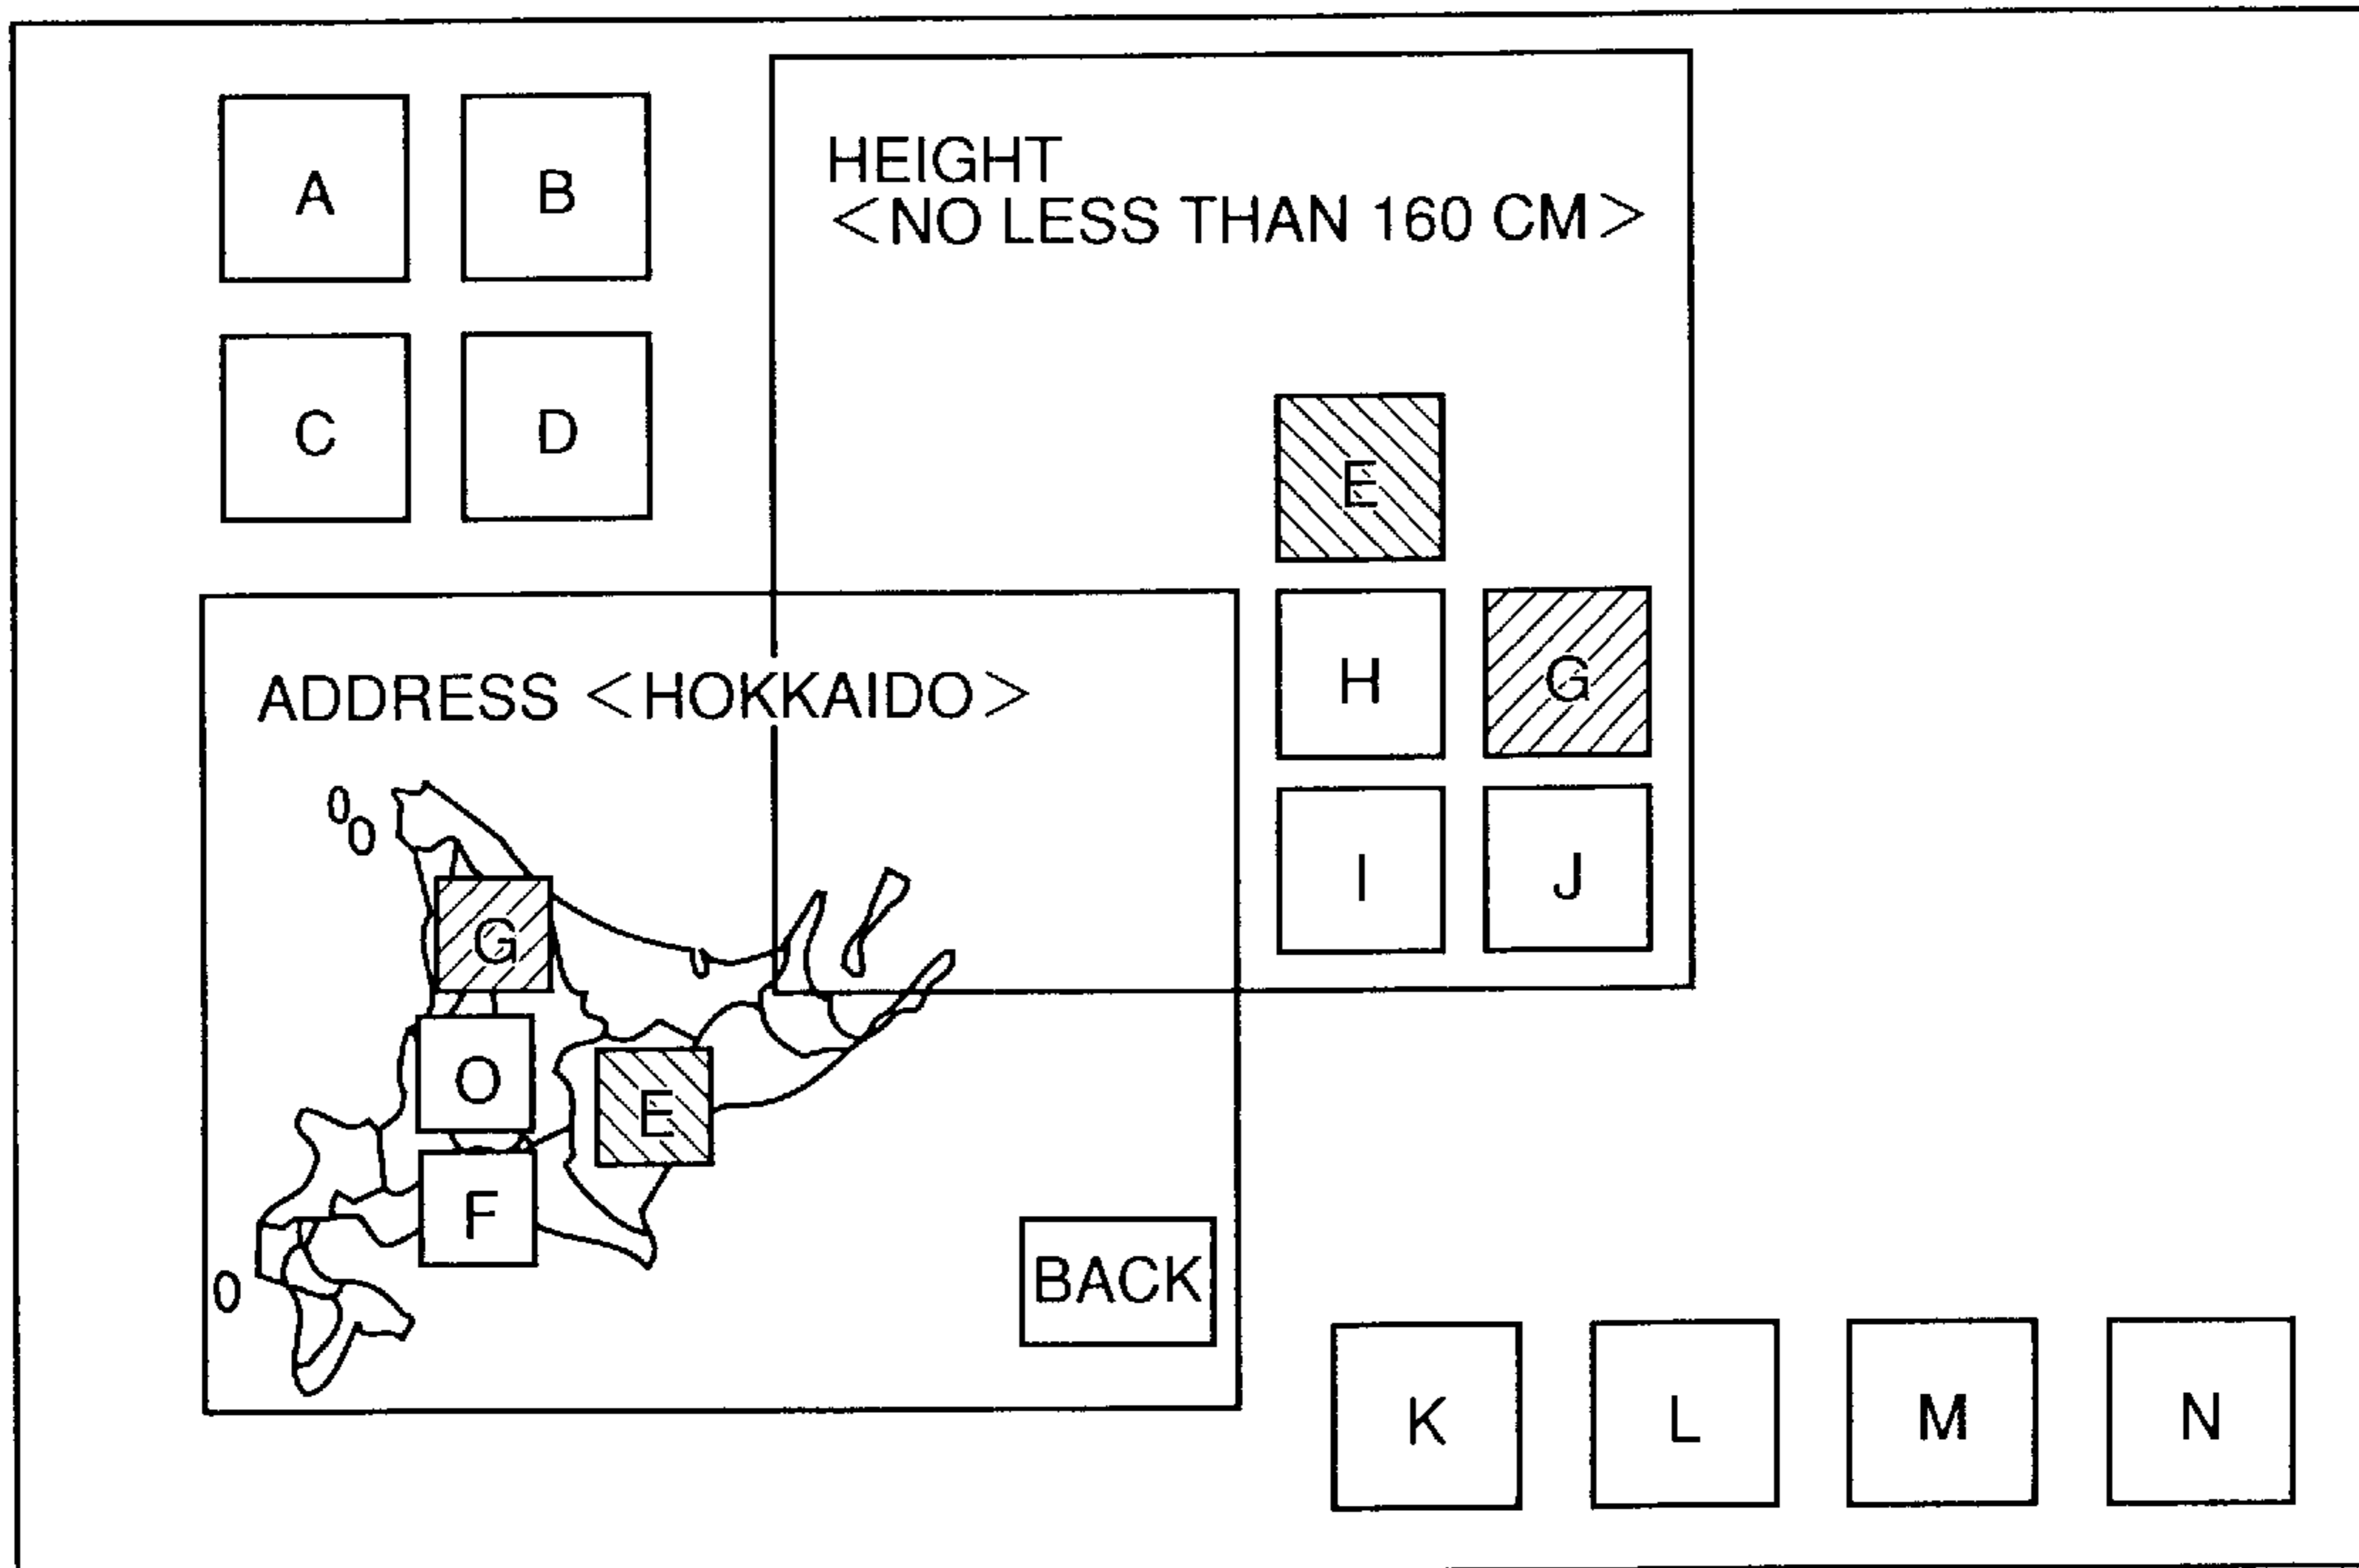 A B
HEIGHT
<NO LESS THAN 160 CM>
C D
E
H G
I J
ADDRESS <HOKKAIDO>
G
O
E
F
BACK
K L M N